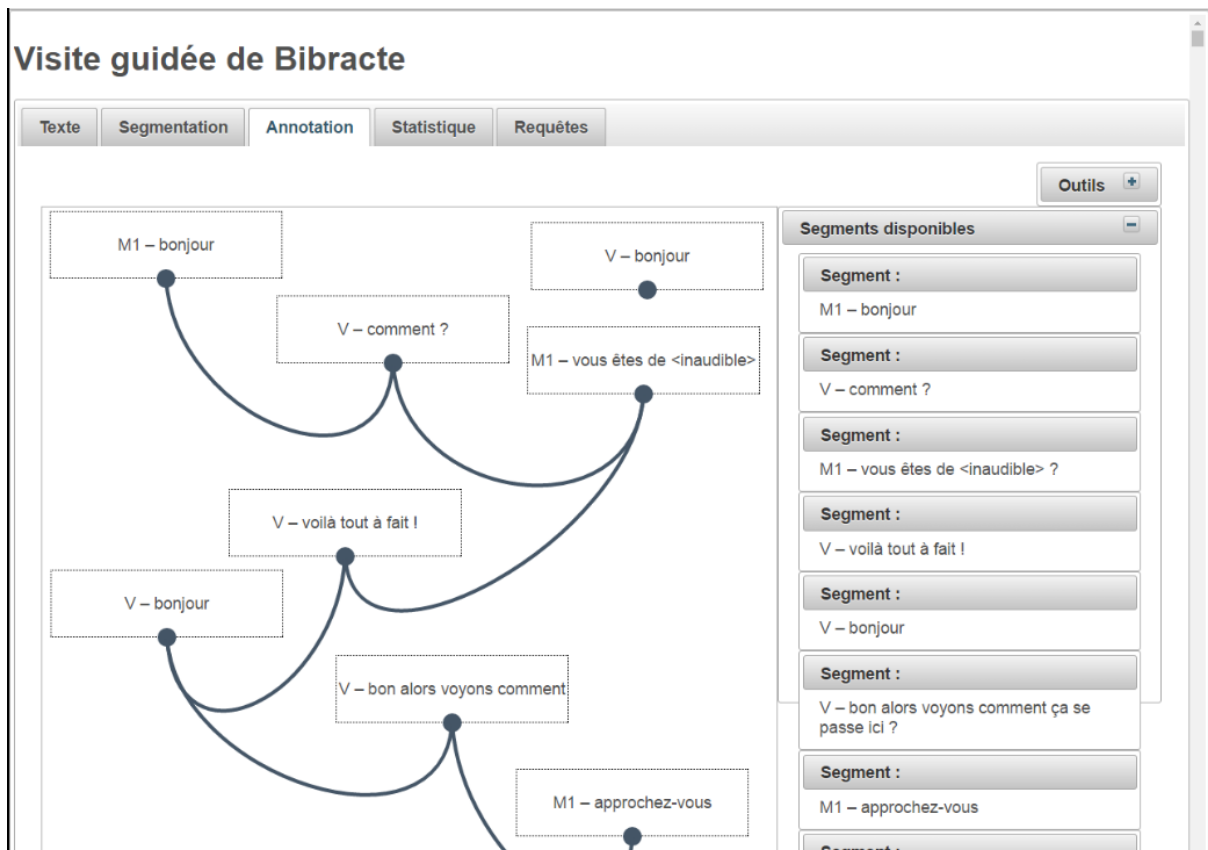 Visite guidée de Bibracte
Texte
Segmentation
Annotation
Statistique
Requêtes
Outils
M1 – bonjour
V – bonjour
V – comment ?
M1 – vous êtes de <inaudible>
V – voilà tout à fait !
V – bonjour
V – bon alors voyons comment
M1 – approchez-vous
Segments disponibles
Segment :
M1 – bonjour
Segment :
V – comment ?
Segment :
M1 – vous êtes de <inaudible> ?
Segment :
V – voilà tout à fait !
Segment :
V – bonjour
Segment :
V – bon alors voyons comment ça se
passe ici ?
Segment :
M1 – approchez-vous
Segment :